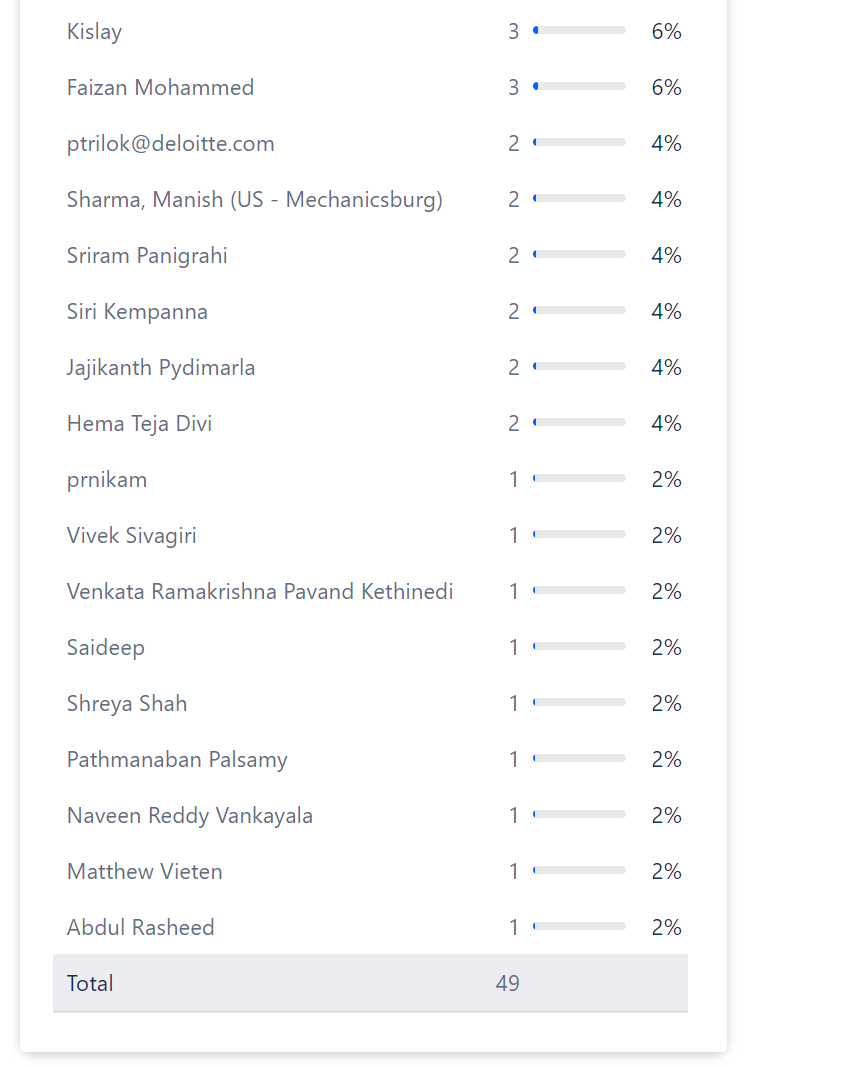 Kislay 3 6%
Faizan Mohammed 3 6%
ptrilok@deloitte.com 2 4%
Sharma, Manish (US - Mechanicsburg) 2 4%
Sriram Panigrahi 2 4%
Siri Kempanna 2 4%
Jajikanth Pydimarla 2 4%
Hema Teja Divi 2 4%
prnikam 1 2%
Vivek Sivagiri 1 2%
Venkata Ramakrishna Pavand Kethinedi 1 2%
Saideep 1 2%
Shreya Shah 1 2%
Pathmanaban Palsamy 1 2%
Naveen Reddy Vankayala 1 2%
Matthew Vieten 1 2%
Abdul Rasheed 1 2%
Total 49